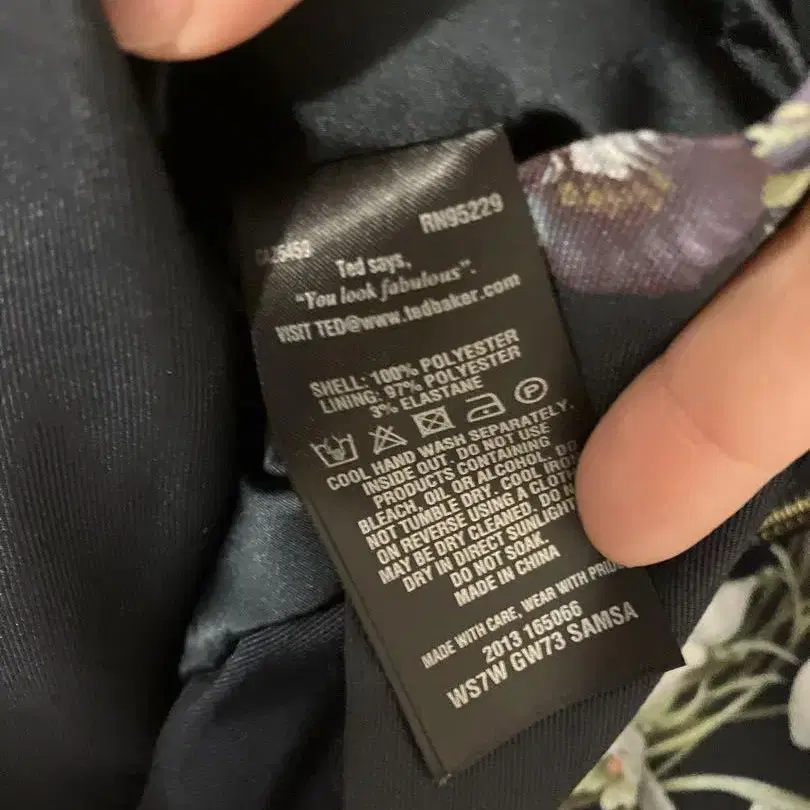 RN95229
Ted says,
"You look fabulous".
VISIT TED@www.tedbaker.com
SHELL: 100% POLYESTER
LINING: 97% POLYESTER
3% ELASTANE
P
COOL HAND WASH SEPARATELY,
INSIDE OUT. DO NOT USE
PRODUCTS CONTAINING
BLEACH, OIL OR ALCOHOL. DO
NOT TUMBLE DRY. COOL IRON
ON REVERSE USING A CLOTH
MAY BE DRY CLEANED. DO
DRY IN DIRECT SUNLIGHT
DO NOT SOAK.
MADE IN CHINA
MADE WITH CARE, WEAR WITH PRIDE
2013 165066
WS7W GW73 SAMSA